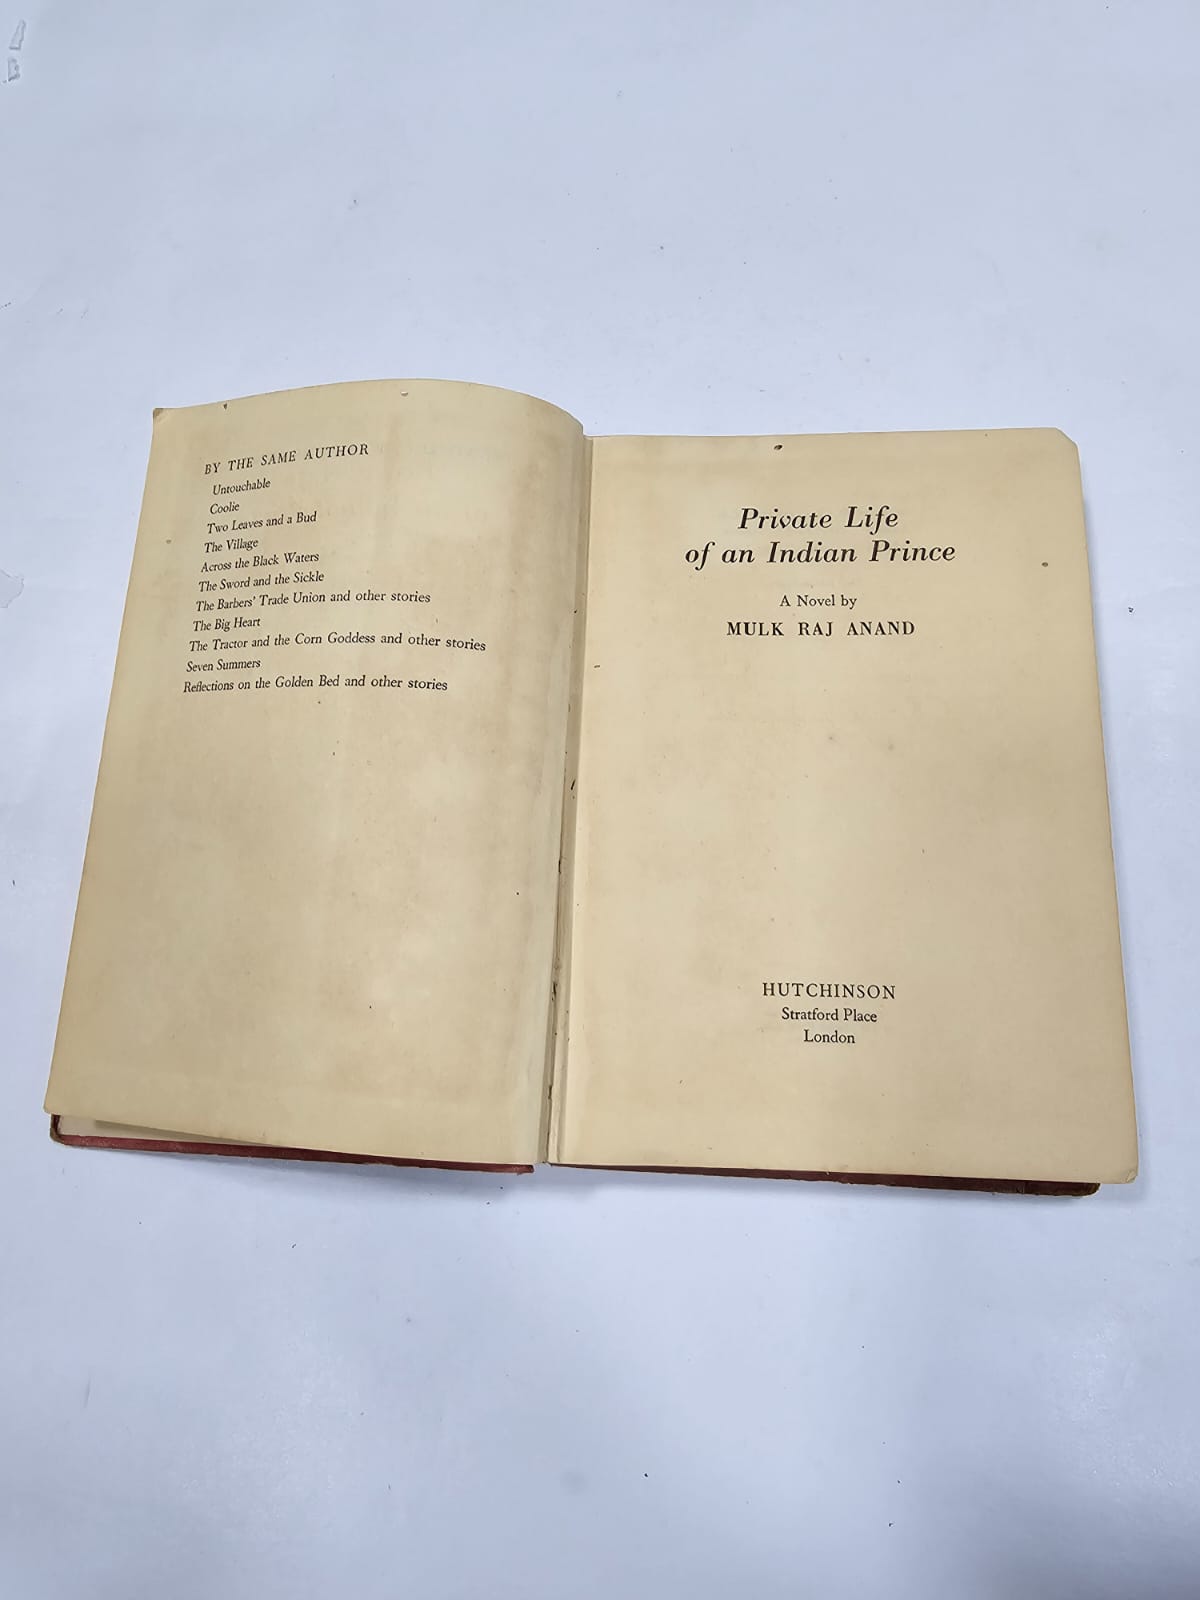 BY THE SAME AUTHOR
Untouchable
Coolie
Two Leaves and a Bud
The Village
Across the Black Waters
The Sword and the Sickle
The Barbers' Trade Union and other stories
The Big Heart
The Tractor and the Corn Goddess and other stories
Seven Summers
Reflections on the Golden Bed and other stories
Private Life
of an Indian Prince
A Novel by
MULK RAJ ANAND
HUTCHINSON
Stratford Place
London